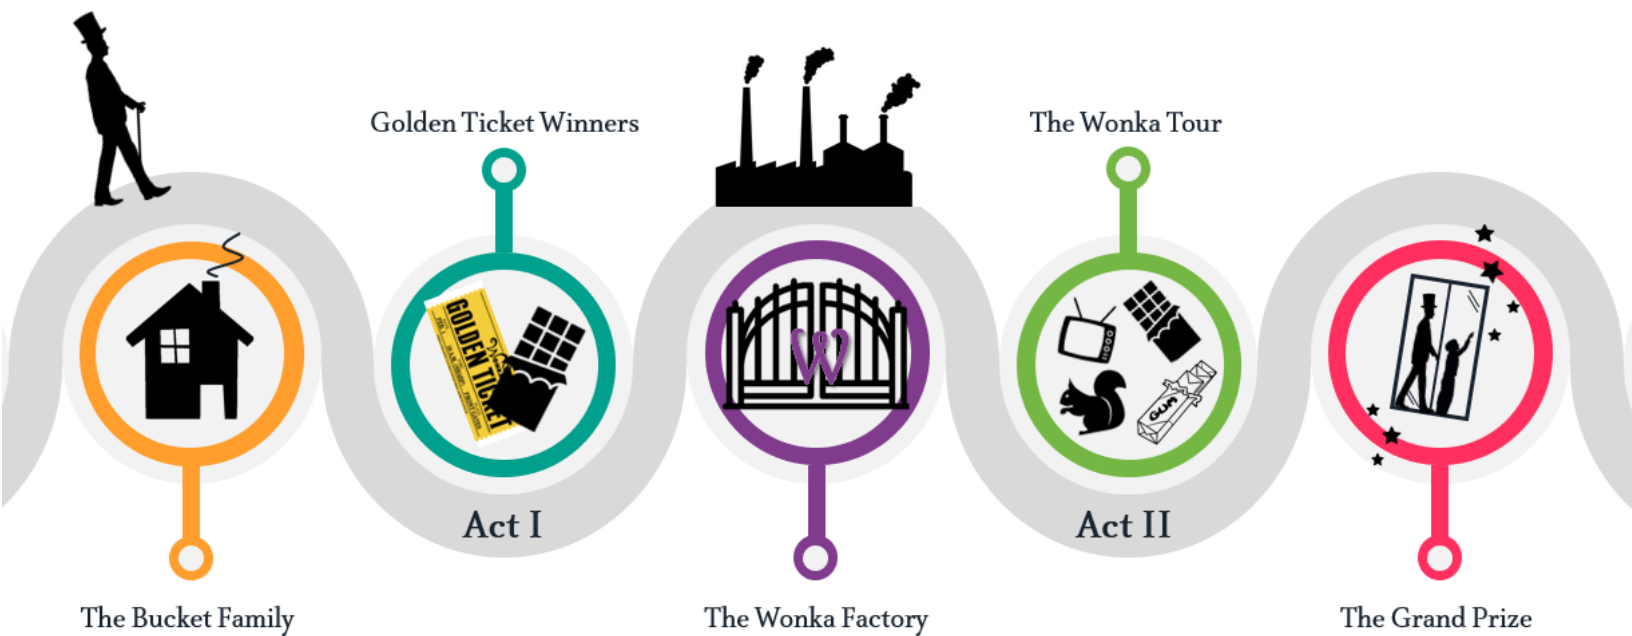 Golden Ticket Winners
The Wonka Tour
GOLDEN TICKET
W
GUM
Act I
Act II
The Bucket Family
The Wonka Factory
The Grand Prize